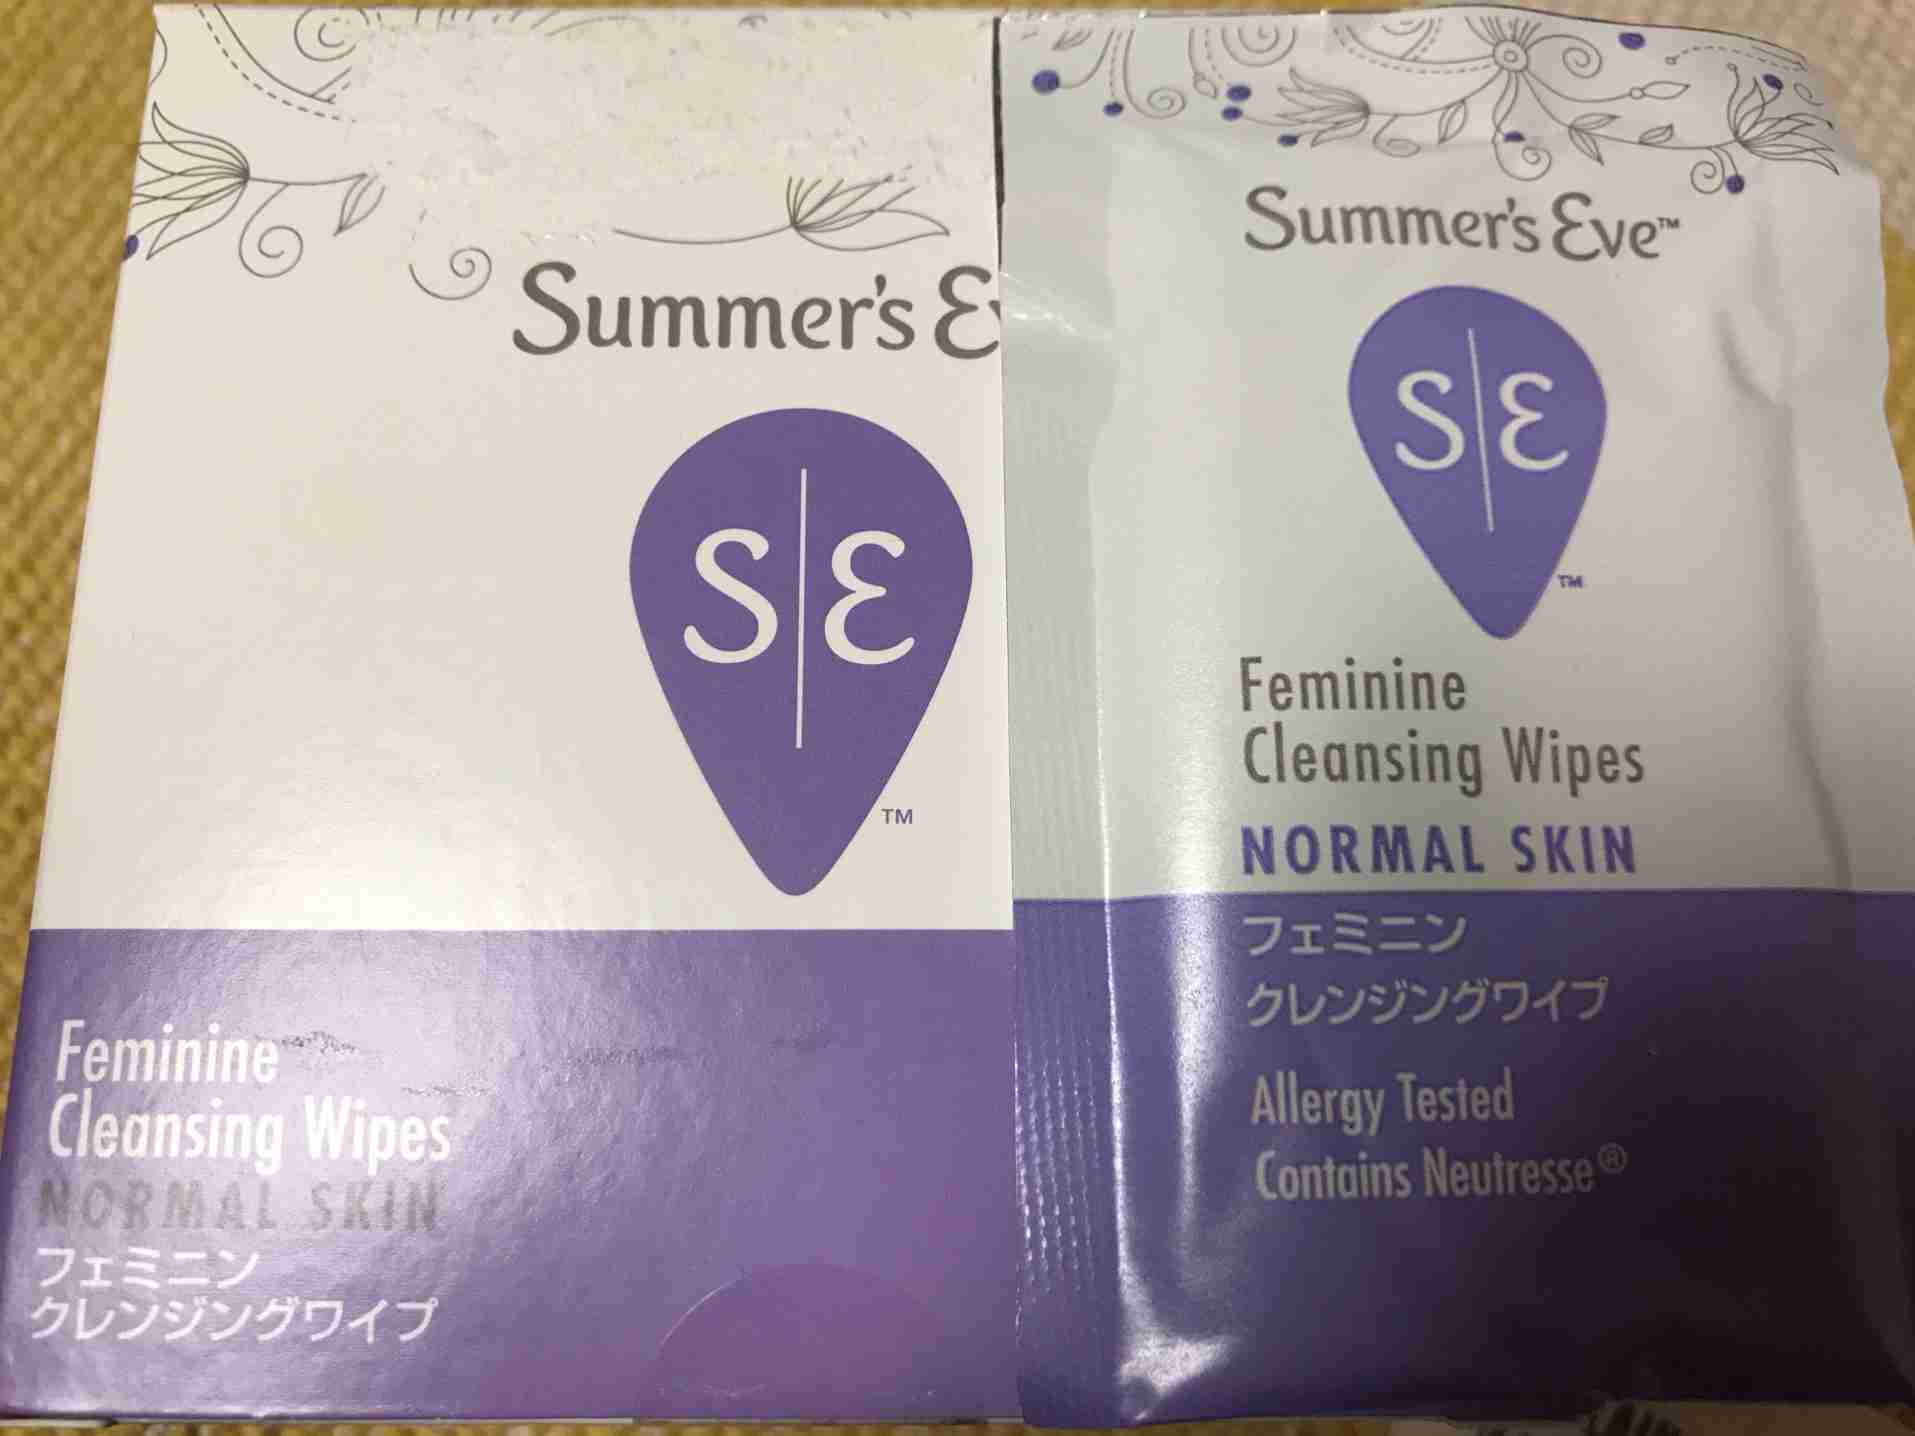 Summer's E
S|E
TM
Feminine
Cleansing Wipes
NORMAL SKIN
フェミニン
クレンジングワイプ
Summer's Eve™
S|E
TM
Feminine
Cleansing Wipes
NORMAL SKIN
フェミニン
クレンジングワイプ
Allergy Tested
Contains Neutresse®